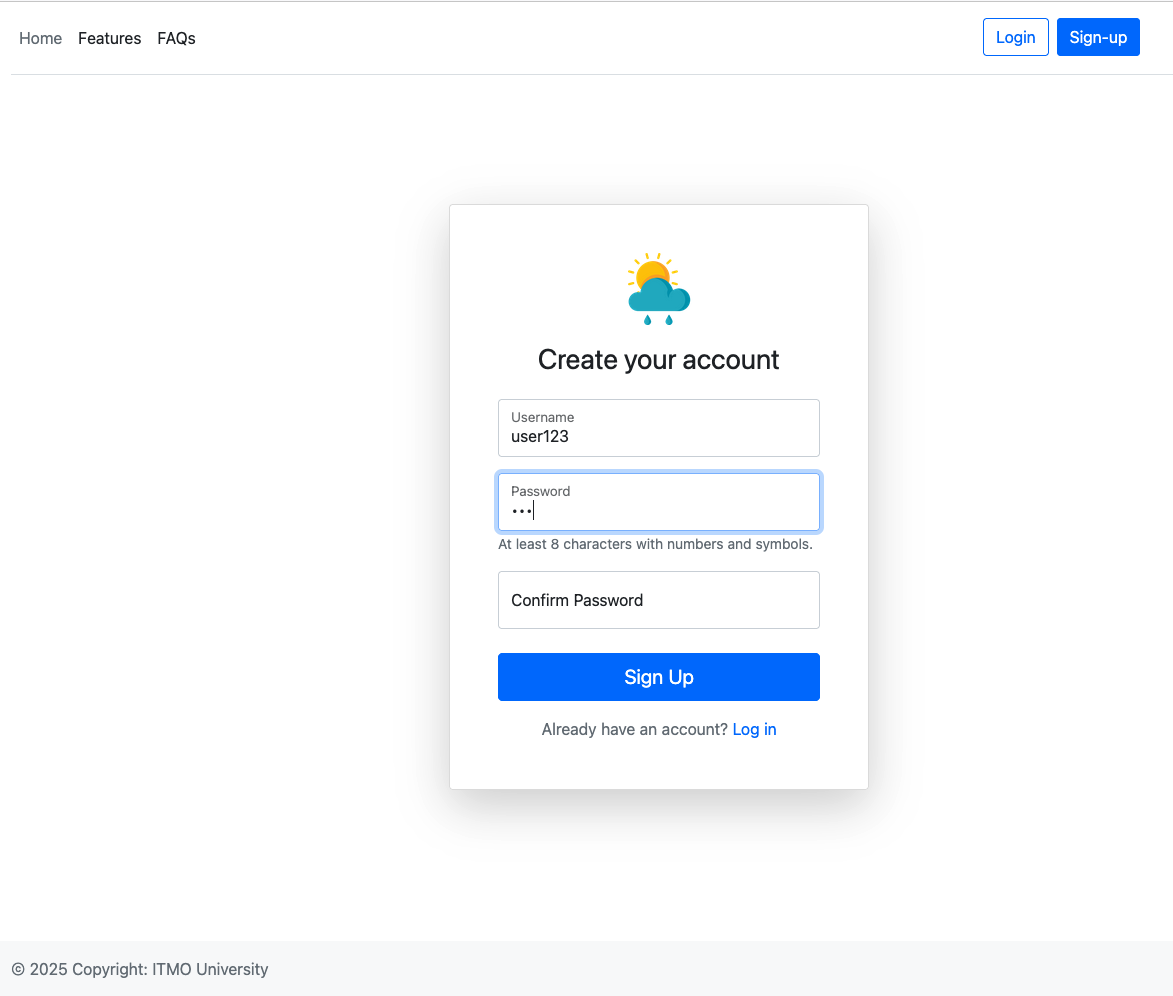 Home Features FAQs Login Sign-up
Create your account
Username
user123
Password
•••
At least 8 characters with numbers and symbols.
Confirm Password
Sign Up
Already have an account? Log in
© 2025 Copyright: ITMO University